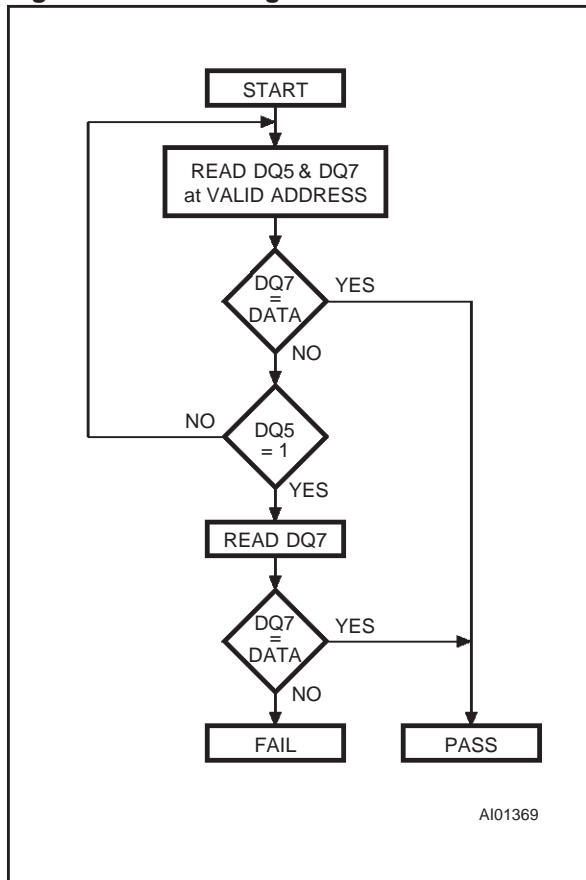 START
READ DQ5 & DQ7
at VALID ADDRESS
DQ7
=
DATA
YES
NO
NO
DQ5
= 1
YES
READ DQ7
DQ7
=
DATA
YES
NO
FAIL
PASS
AI01369